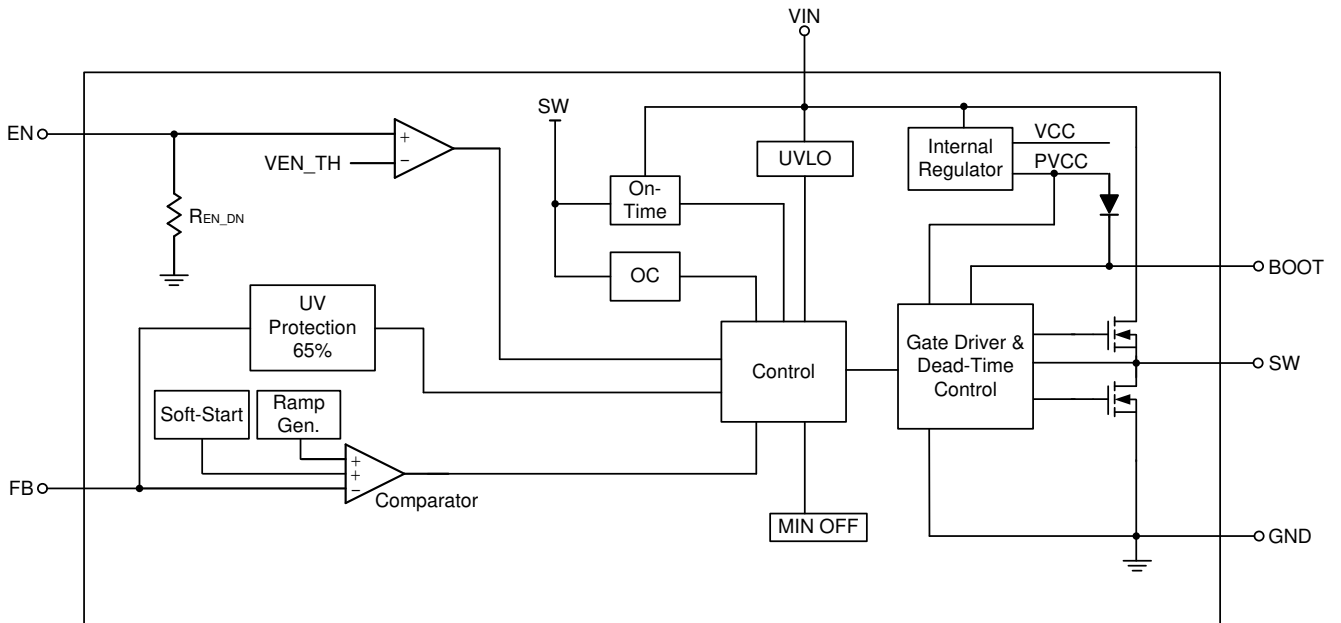 VIN
EN
SW
VEN_TH
+
−
UVLO
Internal
Regulator
VCC
PVCC
On-
Time
REN_DN
OC
BOOT
UV
Protection
65%
Control
Gate Driver &
Dead-Time
Control
SW
Soft-Start
Ramp
Gen.
+
+
−
FB
Comparator
MIN OFF
GND